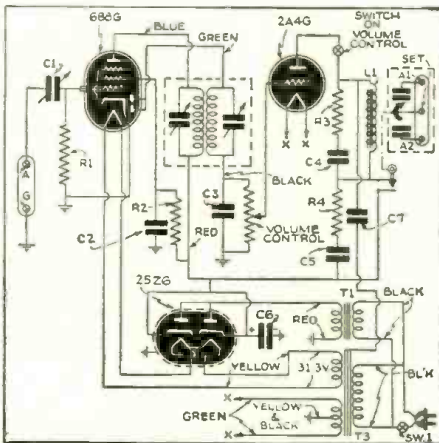 6B8G
BLUE
GREEN
2A4G
SWITCH
ON
VOLUME
CONTROL
SET
C1
L1
A1
A2
R1
R3
C4
A
G
BLACK
R2
C3
R4
C7
C2
RED
VOLUME
CONTROL
C5
25Z6
+
C6
T1
BLACK
RED
YELLOW
31.3V
BL'K
X
GREEN
YELLOW
&
BLACK
X
X X
T3
SW.1